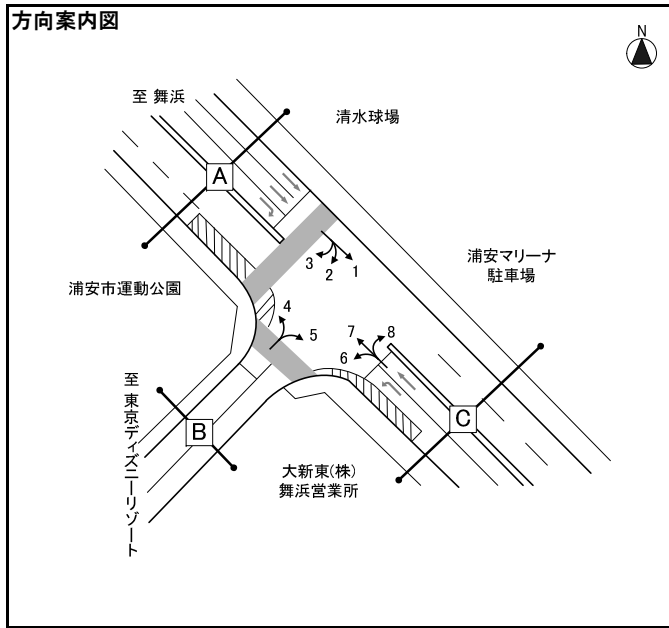 方向案内図
N
至 舞浜
清水球場
A
浦安マリーナ
駐車場
浦安市運動公園
3
2
1
4
5
7
8
6
C
至 東京ディズニーリゾート
B
大新東(株)
舞浜営業所